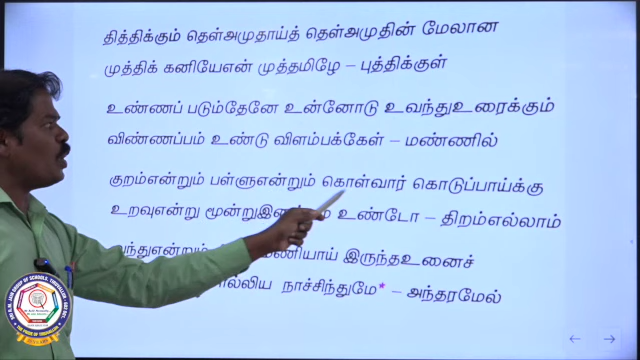 தித்திக்கும் தெள்அமுதாய்த் தெள்அமுதின் மேலான
முத்திக் கனியேஎன் முத்தமிழே – புத்திக்குள்
உண்ணப் படும்தேனே உன்னோடு உவந்துஉரைக்கும்
விண்ணப்பம் உண்டு விளம்பக்கேள் – மண்ணில்
குறம்என்றும் பள்ளுஎன்றும் கொள்வார் கொடுப்பாய்க்கு
உறவுஎன்று உண்டோ – திறம்எல்லாம்
இருந்தஉனைச்
நாச்சிந்துமே* – அந்தரமேல்